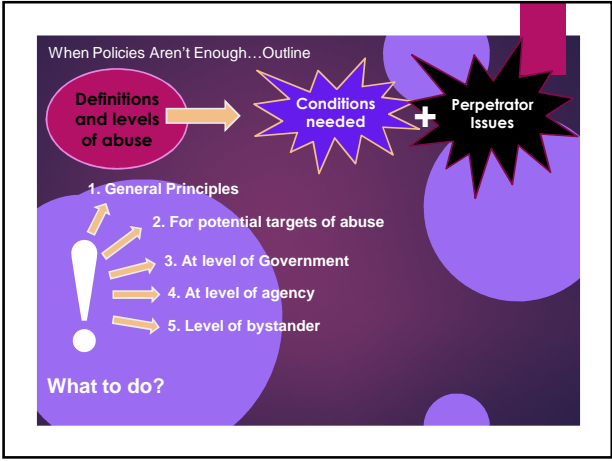 When Policies Aren't Enough…Outline
Definitions
and levels
of abuse
Conditions
needed
+
Perpetrator
Issues
1. General Principles
2. For potential targets of abuse
3. At level of Government
4. At level of agency
5. Level of bystander
!
What to do?